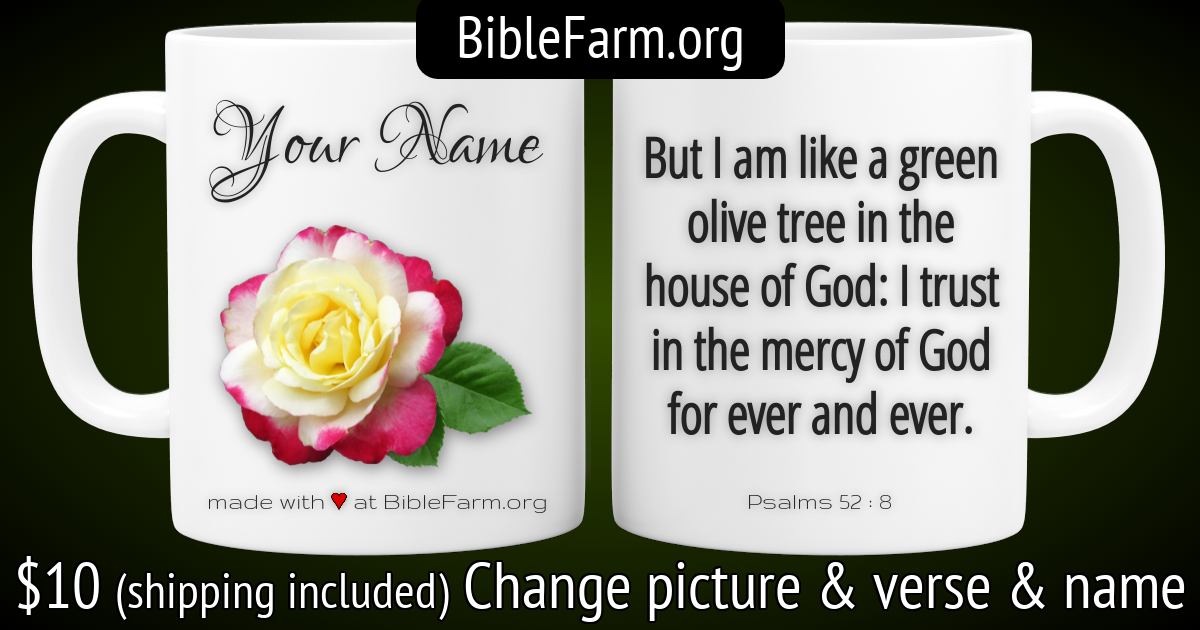 BibleFarm.org
Your Name
made with ♥ at BibleFarm.org
But I am like a green
olive tree in the
house of God: I trust
in the mercy of God
for ever and ever.
Psalms 52 : 8
$10 (shipping included) Change picture & verse & name